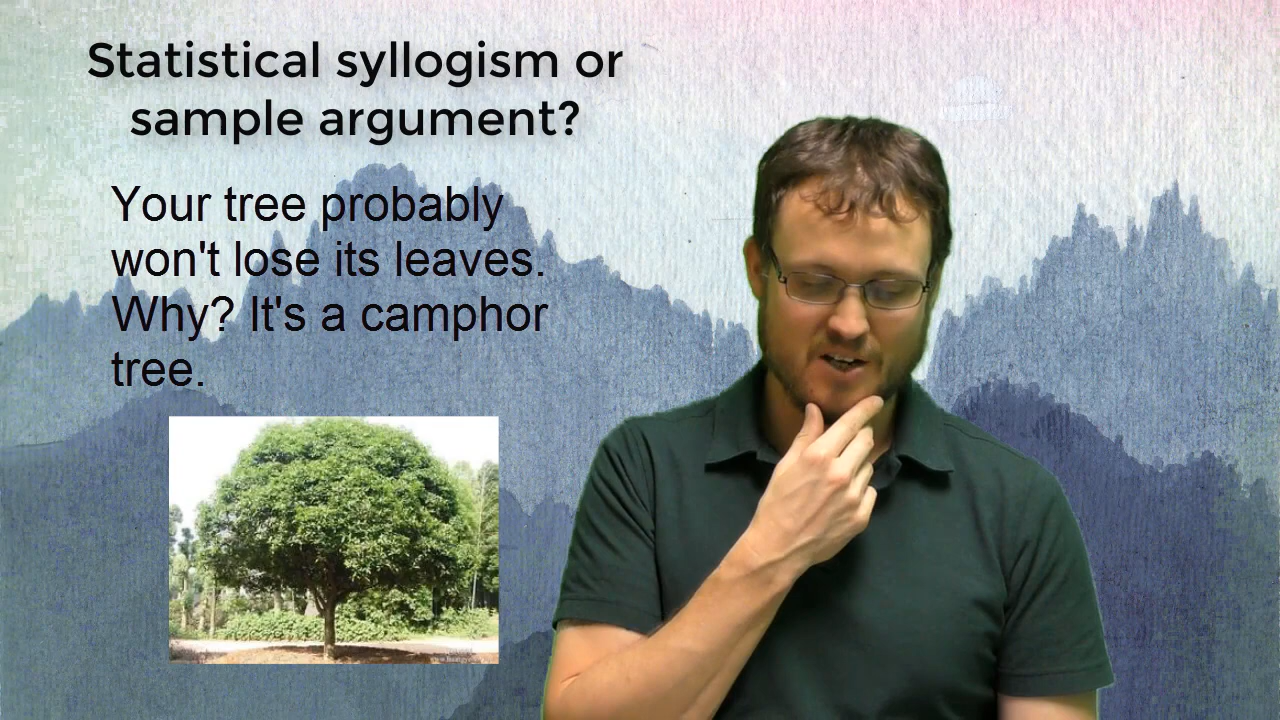 Statistical syllogism or
sample argument?
Your tree probably
won't lose its leaves.
Why? It's a camphor
tree.